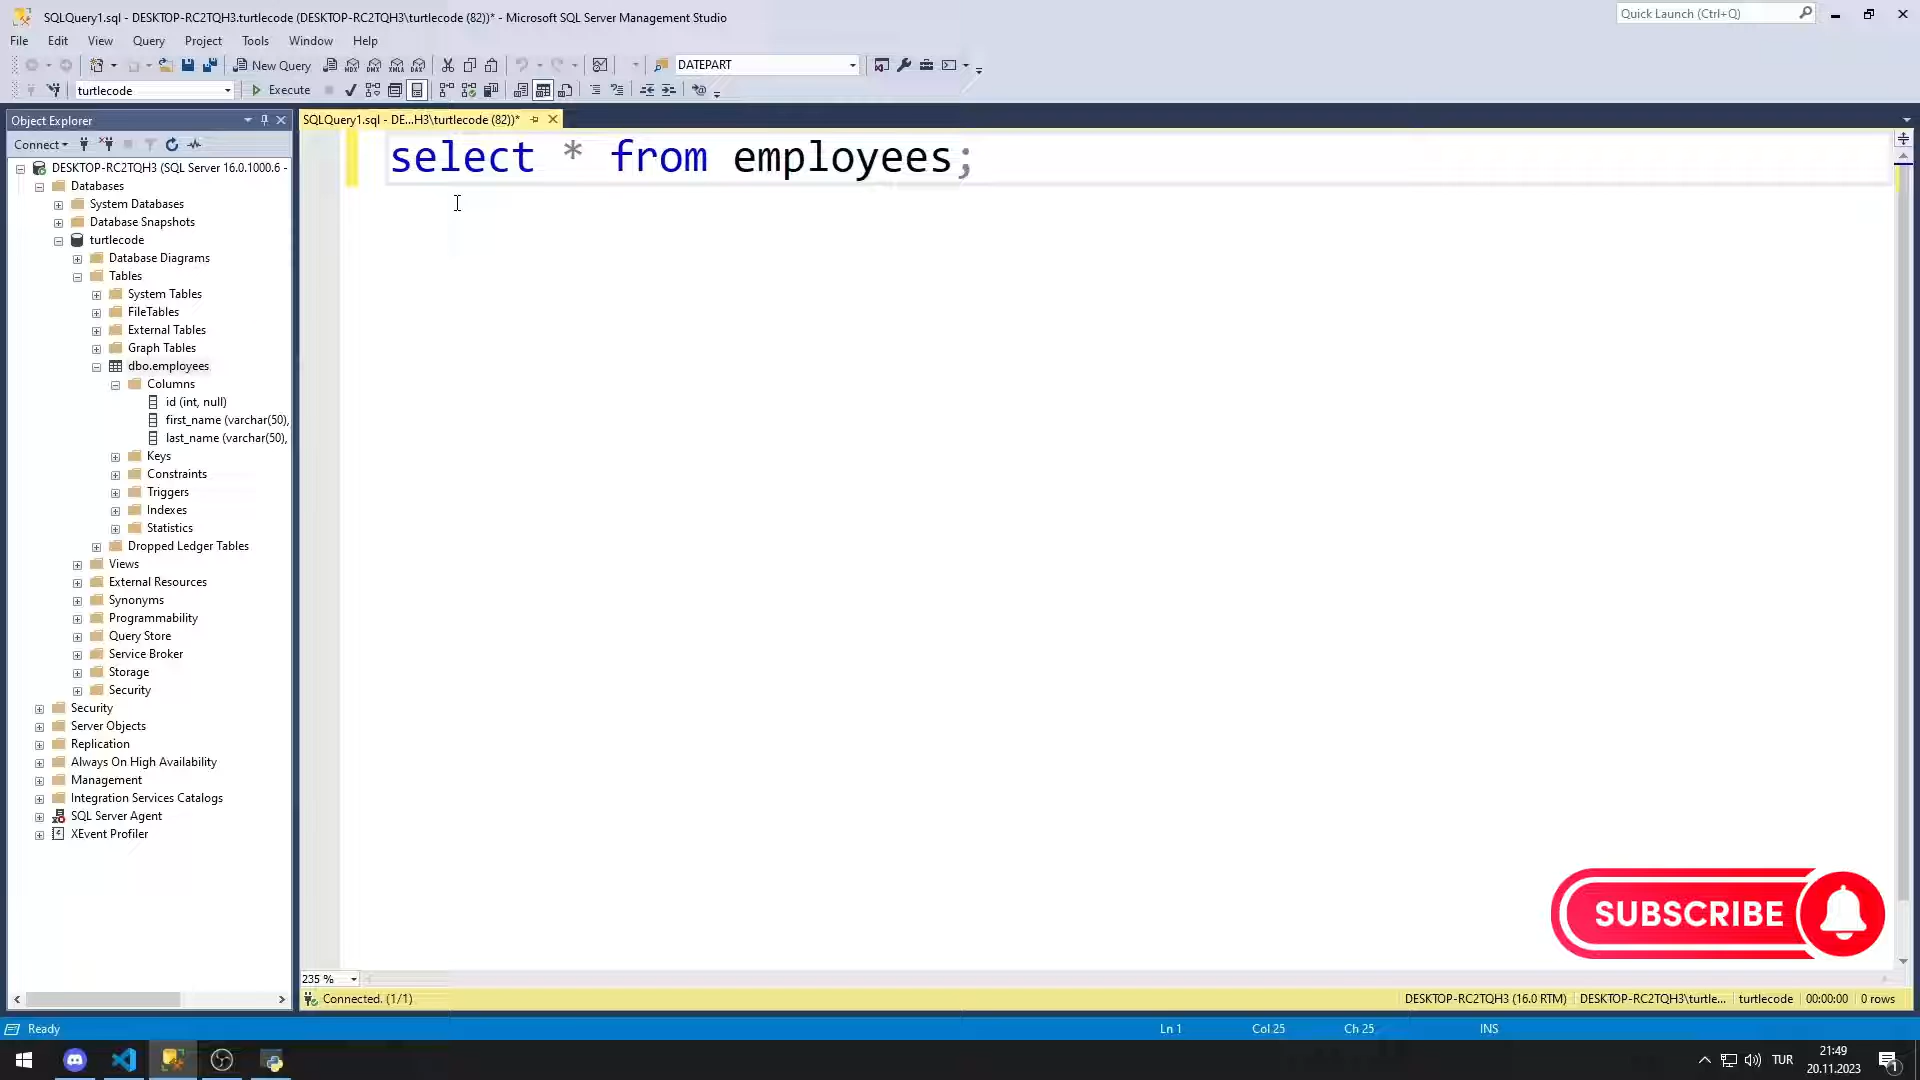 SQLQuery1.sql - DESKTOP-RC2TQH3.turtlecode (DESKTOP-RC2TQH3\turtlecode (82))* - Microsoft SQL Server Management Studio
Quick Launch (Ctrl+Q)
File Edit View Query Project Tools Window Help
New Query
DATEPART
turtlecode
Execute
Object Explorer
SQLQuery1.sql - DE...H3\turtlecode (82))*
Connect
select * from employees;
DESKTOP-RC2TQH3 (SQL Server 16.0.1000.6 -
Databases
System Databases
Database Snapshots
turtlecode
Database Diagrams
Tables
System Tables
FileTables
External Tables
Graph Tables
dbo.employees
Columns
id (int, null)
first_name (varchar(50),
last_name (varchar(50),
Keys
Constraints
Triggers
Indexes
Statistics
Dropped Ledger Tables
Views
External Resources
Synonyms
Programmability
Query Store
Service Broker
Storage
Security
Security
Server Objects
Replication
Always On High Availability
Management
Integration Services Catalogs
SQL Server Agent
XEvent Profiler
SUBSCRIBE
235 %
Connected. (1/1)
DESKTOP-RC2TQH3 (16.0 RTM)
DESKTOP-RC2TQH3\turtle...
turtlecode
00:00:00
0 rows
Ready
Ln 1
Col 25
Ch 25
INS
TUR
21:49
20.11.2023
1